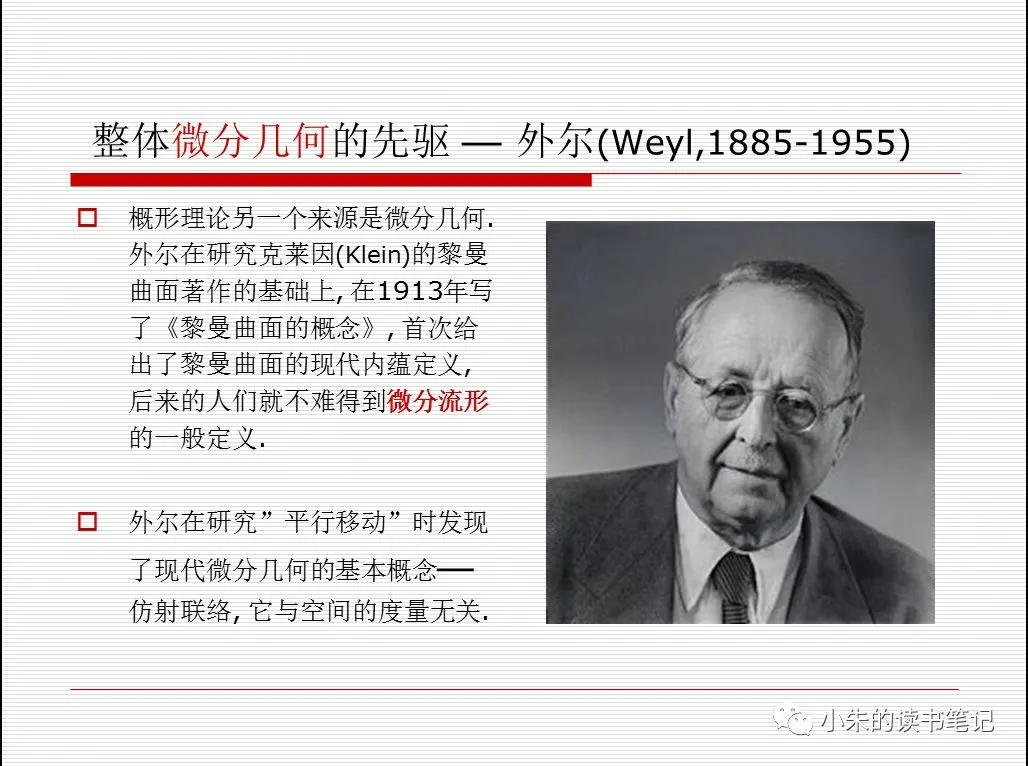 整体微分几何的先驱 — 外尔(Weyl,1885-1955)
概形理论另一个来源是微分几何.
外尔在研究克莱因(Klein)的黎曼
曲面著作的基础上, 在1913年写
了《黎曼曲面的概念》, 首次给
出了黎曼曲面的现代内蕴定义,
后来的人们就不难得到微分流形
的一般定义.
外尔在研究”平行移动”时发现
了现代微分几何的基本概念—
仿射联络, 它与空间的度量无关.
小朱的读书笔记